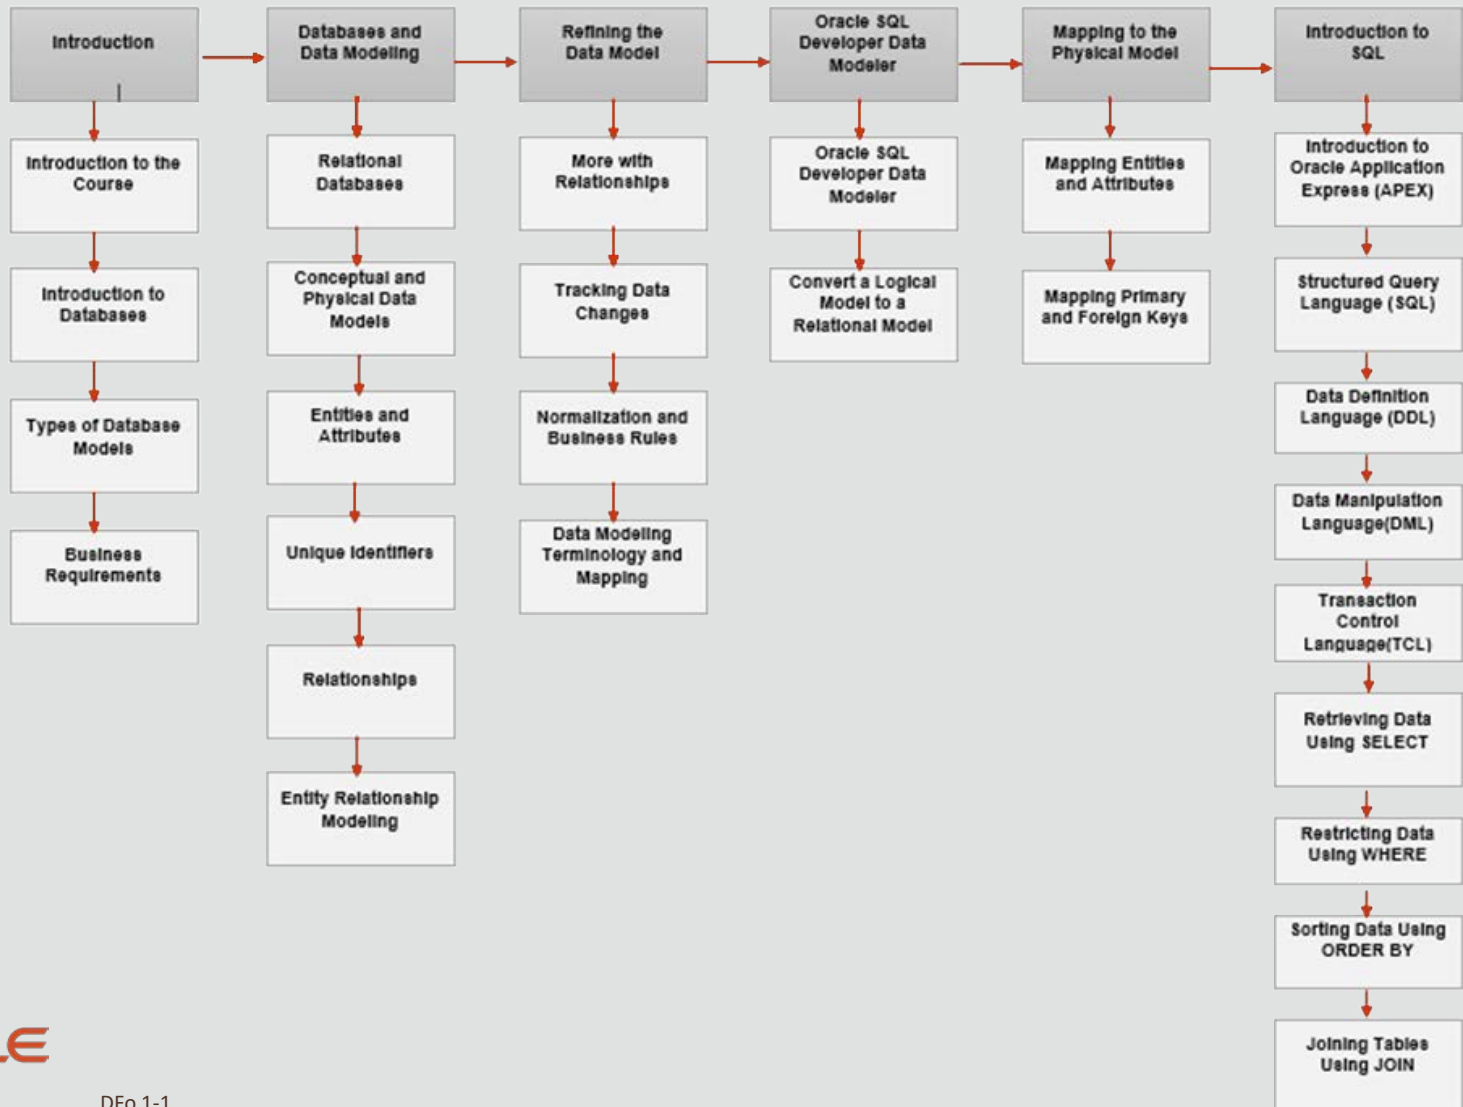 Introduction
Introduction to the
Course
Introduction to
Databases
Types of Database
Models
Business
Requirements
Databases and
Data Modeling
Relational
Databases
Conceptual and
Physical Data
Models
Entities and
Attributes
Unique Identifiers
Relationships
Entity Relationship
Modeling
Refining the
Data Model
More with
Relationships
Tracking Data
Changes
Normalization and
Business Rules
Data Modeling
Terminology and
Mapping
Oracle SQL
Developer Data
Modeler
Oracle SQL
Developer Data
Modeler
Convert a Logical
Model to a
Relational Model
Mapping to the
Physical Model
Mapping Entities
and Attributes
Mapping Primary
and Foreign Keys
Introduction to
SQL
Introduction to
Oracle Application
Express (APEX)
Structured Query
Language (SQL)
Data Definition
Language (DDL)
Data Manipulation
Language(DML)
Transaction
Control
Language(TCL)
Retrieving Data
Using SELECT
Restricting Data
Using WHERE
Sorting Data Using
ORDER BY
Joining Tables
Using JOIN
LE
DFo 1-1